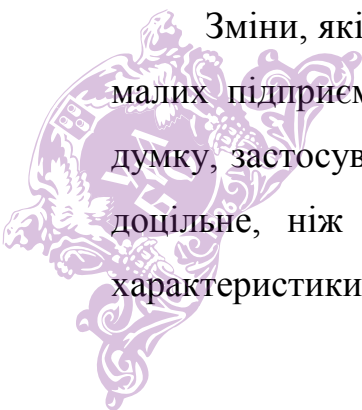 Зміни, які
малих підприєм
думку, застосув
доцільне, ніж
характеристики